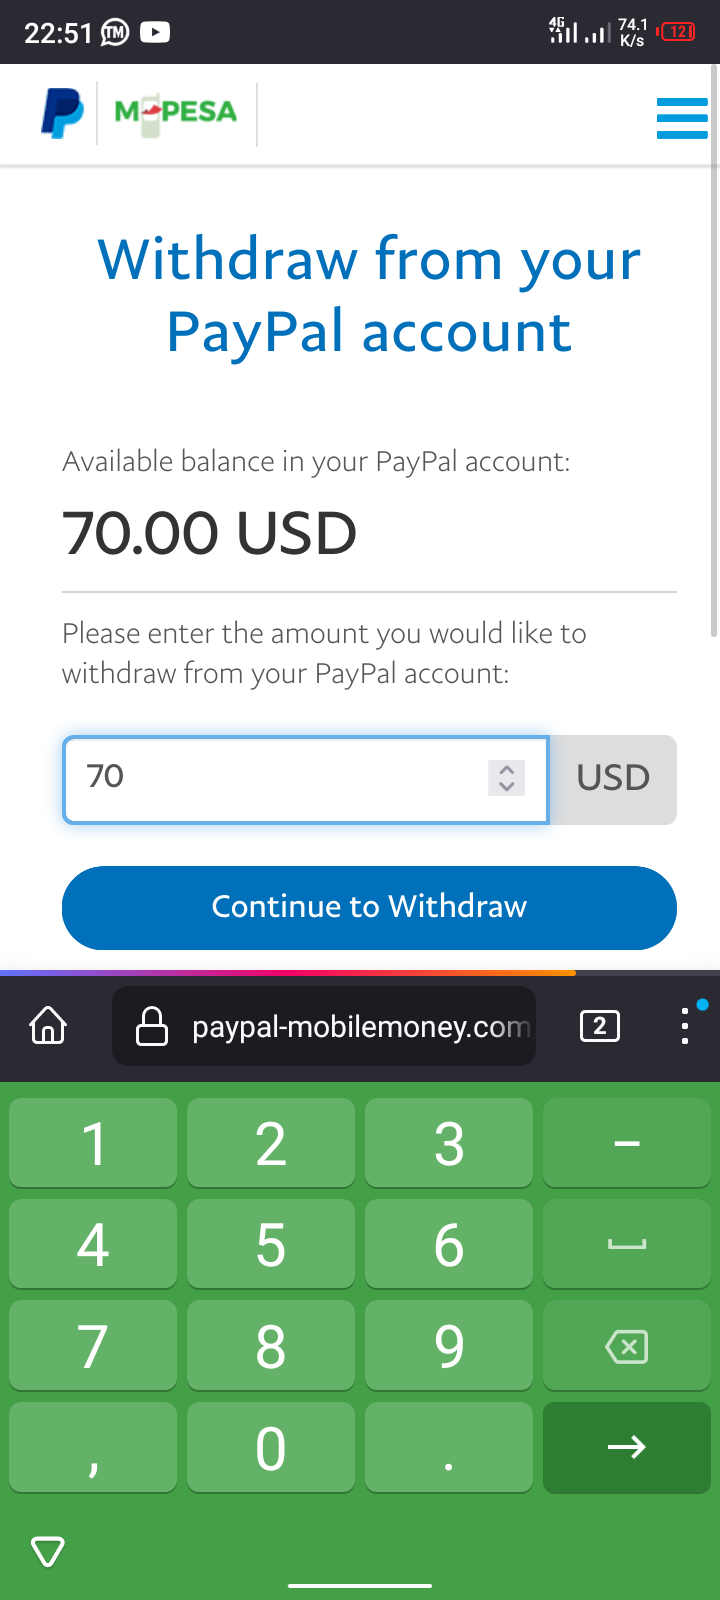 22:51 TM 4G 74.1 K/s 12
M-PESA
Withdraw from your
PayPal account
Available balance in your PayPal account:
70.00 USD
Please enter the amount you would like to
withdraw from your PayPal account:
70 USD
Continue to Withdraw
paypal-mobilemoney.com 2
1 2 3 –
4 5 6
7 8 9
, 0 . →